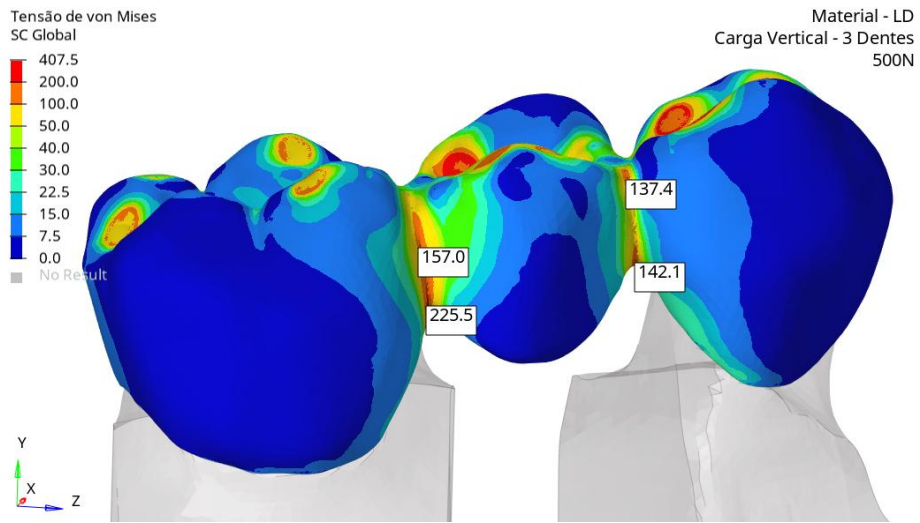 Tensão de von Mises
SC Global
407.5
200.0
100.0
50.0
40.0
30.0
22.5
15.0
7.5
0.0
No Result
Material - LD
Carga Vertical - 3 Dentes
500N
137.4
157.0
142.1
225.5
Y
X
Z